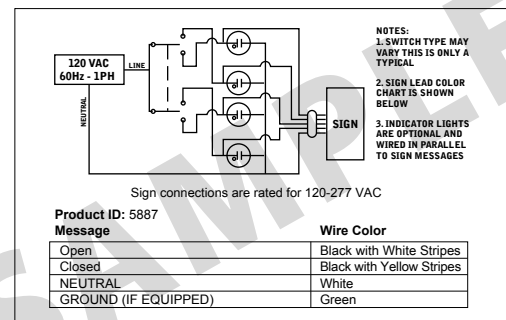 120 VAC
60Hz - 1PH
LINE
NEUTRAL
SIGN
NOTES:
1. SWITCH TYPE MAY
VARY THIS IS ONLY A
TYPICAL
2. SIGN LEAD COLOR
CHART IS SHOWN
BELOW
3. INDICATOR LIGHTS
ARE OPTIONAL AND
WIRED IN PARALLEL
TO SIGN MESSAGES
Sign connections are rated for 120-277 VAC
Product ID: 5887
Message Wire Color
Open Black with White Stripes
Closed Black with Yellow Stripes
NEUTRAL White
GROUND (IF EQUIPPED) Green
SAMPLE